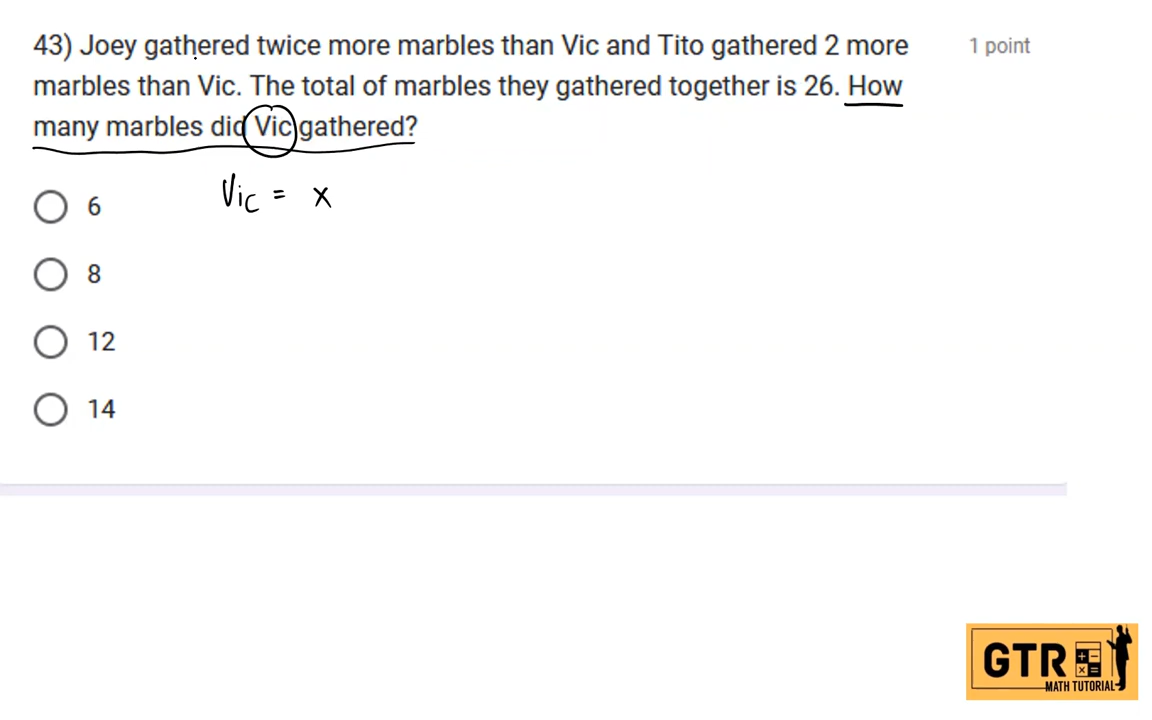 43) Joey gathered twice more marbles than Vic and Tito gathered 2 more 1 point
marbles than Vic. The total of marbles they gathered together is 26. How
many marbles did Vic gathered?
6
Vic = x
8
12
14
GTR
+ -
× =
MATH TUTORIAL